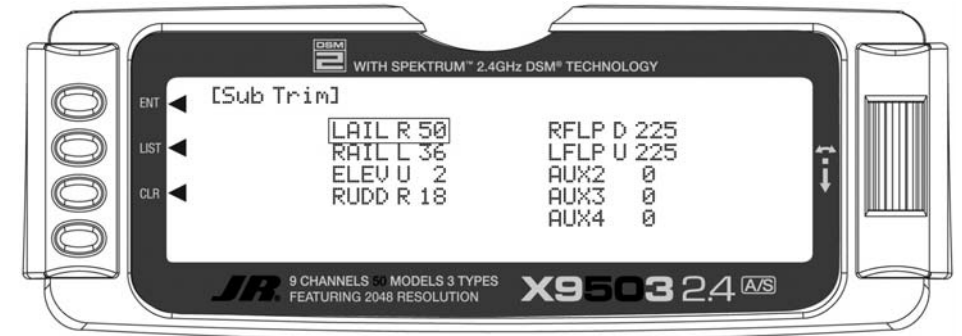 DSM
2 WITH SPEKTRUM™ 2.4GHz DSM® TECHNOLOGY
ENT
LIST
CLR
[Sub Trim]
LAIL R 50
RAIL L 36
ELEV U 2
RUDD R 18
RFLP D 225
LFLP U 225
AUX2 0
AUX3 0
AUX4 0
JR®
9 CHANNELS 50 MODELS 3 TYPES
FEATURING 2048 RESOLUTION
X9503 2.4 A/S